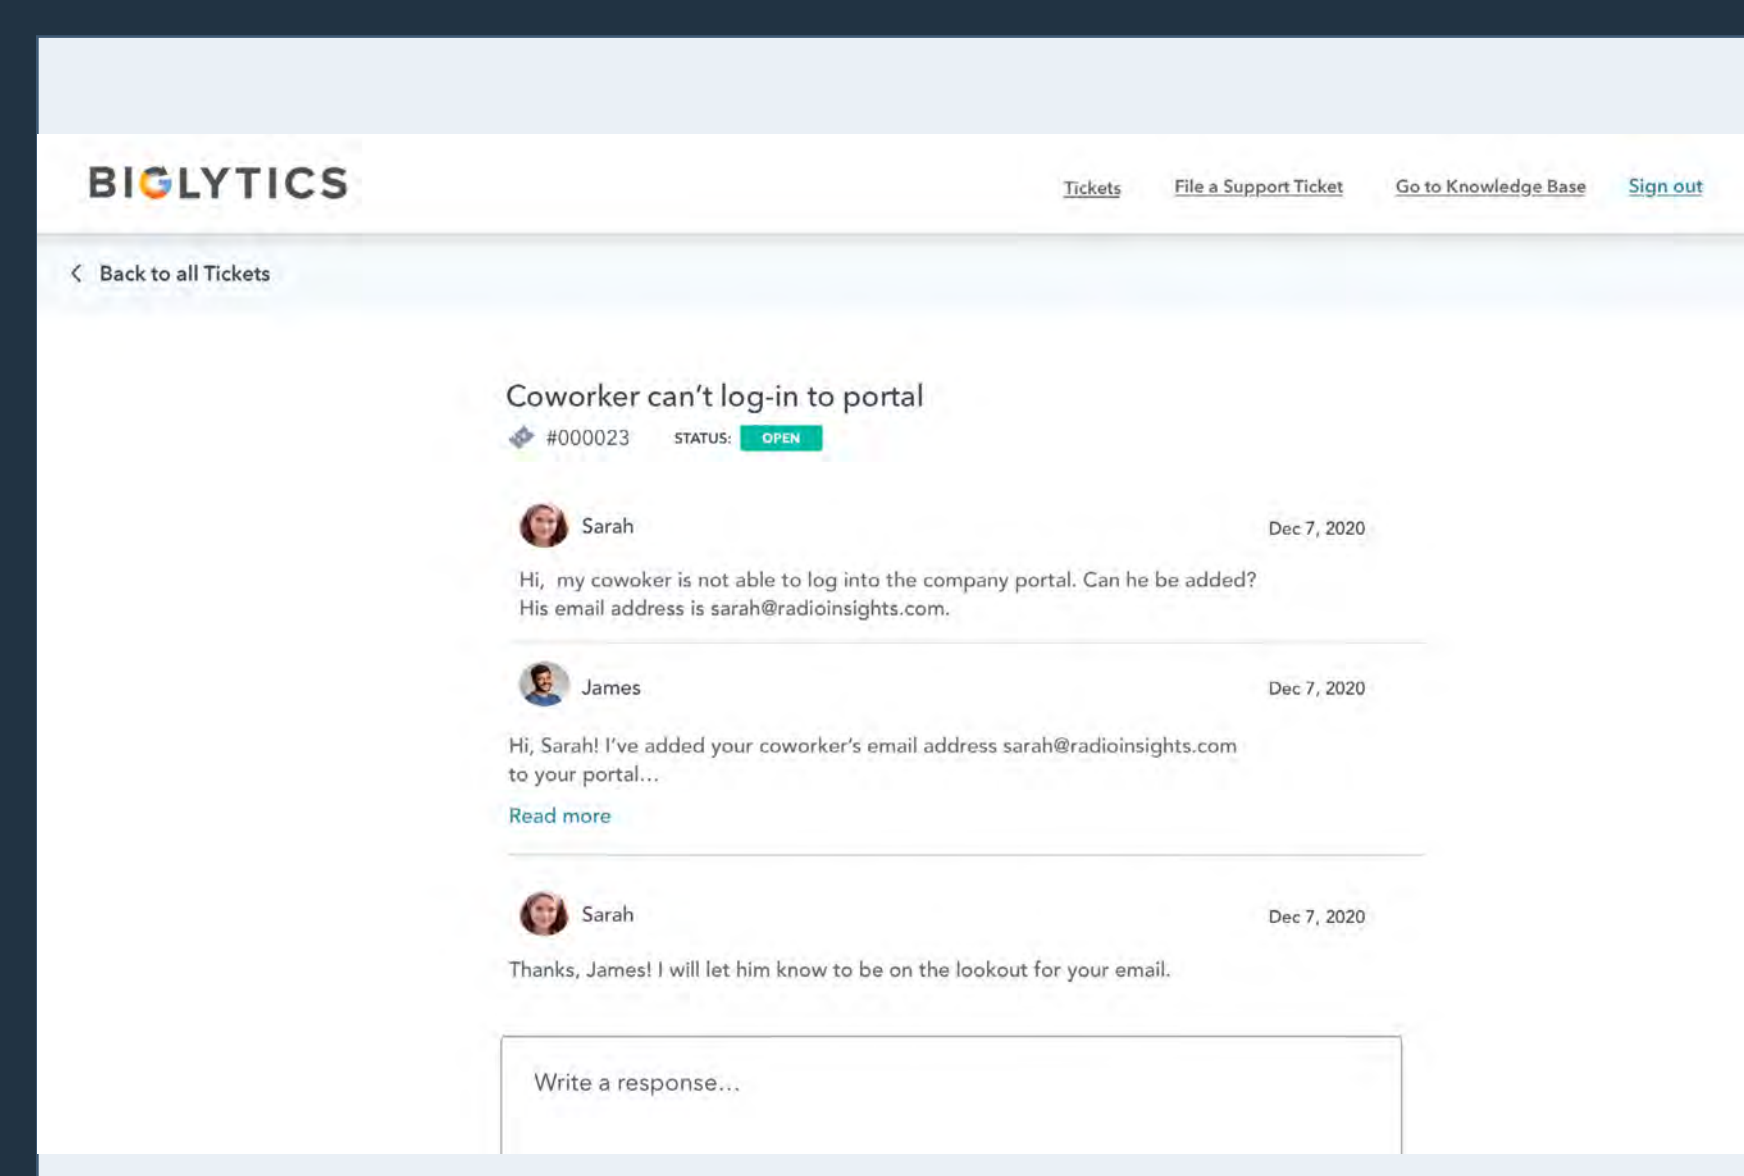 BIGLYTICS
Tickets File a Support Ticket Go to Knowledge Base Sign out
Back to all Tickets
Coworker can't log-in to portal
#000023 STATUS: OPEN
Sarah Dec 7, 2020
Hi, my cowoker is not able to log into the company portal. Can he be added?
His email address is sarah@radioinsights.com.
James Dec 7, 2020
Hi, Sarah! I've added your coworker's email address sarah@radioinsights.com
to your portal...
Read more
Sarah Dec 7, 2020
Thanks, James! I will let him know to be on the lookout for your email.
Write a response...